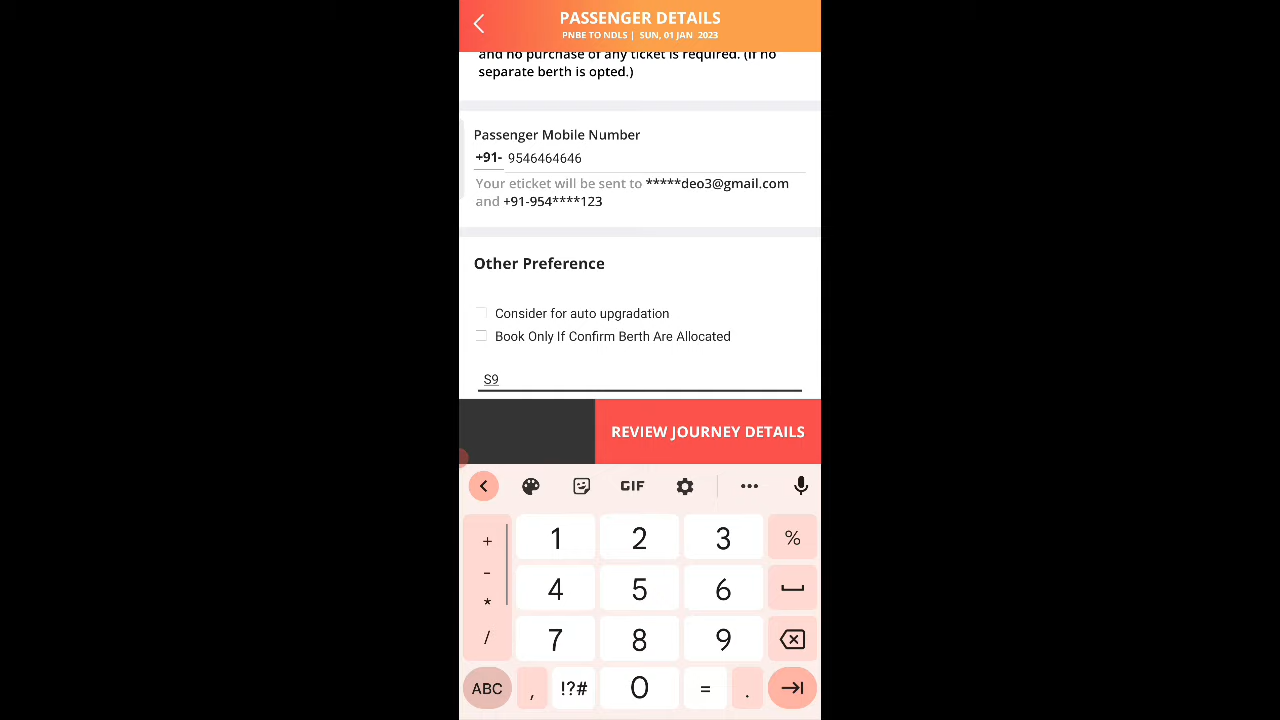 PASSENGER DETAILS
PNBE TO NDLS | SUN, 01 JAN 2023
and no purchase of any ticket is required. (If no
separate berth is opted.)
Passenger Mobile Number
+91- 9546464646
Your eticket will be sent to *****deo3@gmail.com
and +91-954****123
Other Preference
Consider for auto upgradation
Book Only If Confirm Berth Are Allocated
S9
REVIEW JOURNEY DETAILS
GIF
+ 1 2 3 %
- 4 5 6
*
/ 7 8 9
ABC , !?# 0 = .